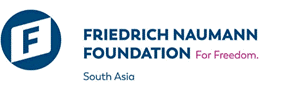 F
FRIEDRICH NAUMANN
FOUNDATION For Freedom.
South Asia